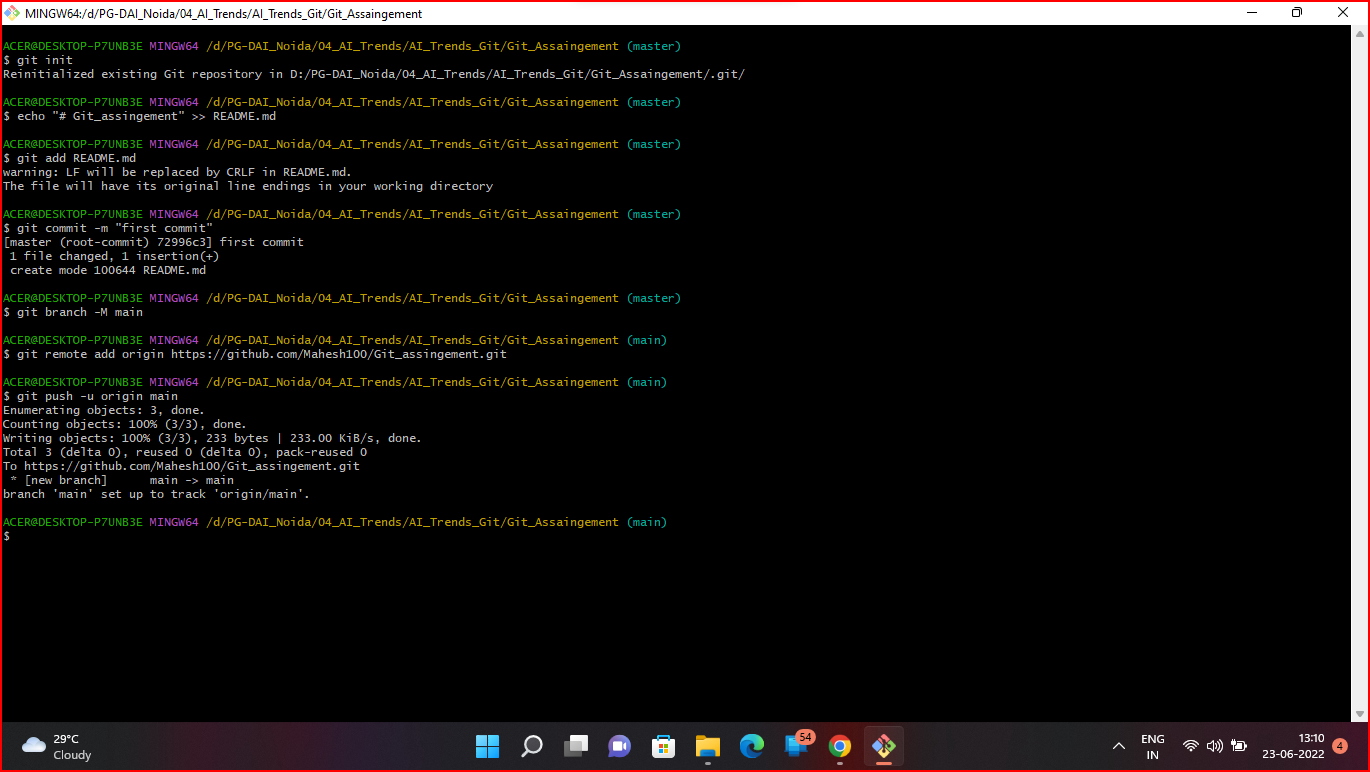 MINGW64:/d/PG-DAI_Noida/04_AI_Trends/AI_Trends_Git/Git_Assaingement
ACER@DESKTOP-P7UNB3E MINGW64 /d/PG-DAI_Noida/04_AI_Trends/AI_Trends_Git/Git_Assaingement (master)
$ git init
Reinitialized existing Git repository in D:/PG-DAI_Noida/04_AI_Trends/AI_Trends_Git/Git_Assaingement/.git/
ACER@DESKTOP-P7UNB3E MINGW64 /d/PG-DAI_Noida/04_AI_Trends/AI_Trends_Git/Git_Assaingement (master)
$ echo "# Git_assingement" >> README.md
ACER@DESKTOP-P7UNB3E MINGW64 /d/PG-DAI_Noida/04_AI_Trends/AI_Trends_Git/Git_Assaingement (master)
$ git add README.md
warning: LF will be replaced by CRLF in README.md.
The file will have its original line endings in your working directory
ACER@DESKTOP-P7UNB3E MINGW64 /d/PG-DAI_Noida/04_AI_Trends/AI_Trends_Git/Git_Assaingement (master)
$ git commit -m "first commit"
[master (root-commit) 72996c3] first commit
 1 file changed, 1 insertion(+)
 create mode 100644 README.md
ACER@DESKTOP-P7UNB3E MINGW64 /d/PG-DAI_Noida/04_AI_Trends/AI_Trends_Git/Git_Assaingement (master)
$ git branch -M main
ACER@DESKTOP-P7UNB3E MINGW64 /d/PG-DAI_Noida/04_AI_Trends/AI_Trends_Git/Git_Assaingement (main)
$ git remote add origin https://github.com/Mahesh100/Git_assingement.git
ACER@DESKTOP-P7UNB3E MINGW64 /d/PG-DAI_Noida/04_AI_Trends/AI_Trends_Git/Git_Assaingement (main)
$ git push -u origin main
Enumerating objects: 3, done.
Counting objects: 100% (3/3), done.
Writing objects: 100% (3/3), 233 bytes | 233.00 KiB/s, done.
Total 3 (delta 0), reused 0 (delta 0), pack-reused 0
To https://github.com/Mahesh100/Git_assingement.git
 * [new branch]      main -> main
branch 'main' set up to track 'origin/main'.
ACER@DESKTOP-P7UNB3E MINGW64 /d/PG-DAI_Noida/04_AI_Trends/AI_Trends_Git/Git_Assaingement (main)
$
29°C
Cloudy
54
ENG
IN
13:10
23-06-2022
4